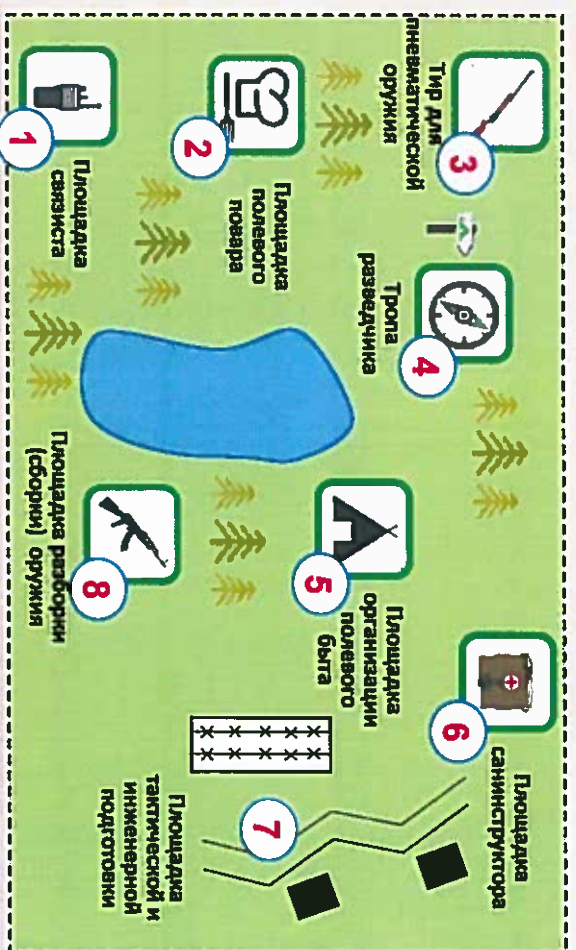 1
Площадка
связиста
2
Площадка
полевого
повара
3
Тир для
пневматической
оружия
4
Тропа
разведчика
5
Площадка
организации
полевого
быта
6
Площадка
санинструктора
7
Площадка
тактической и
инженерной
подготовки
8
Площадка разборки
(сборки) оружия